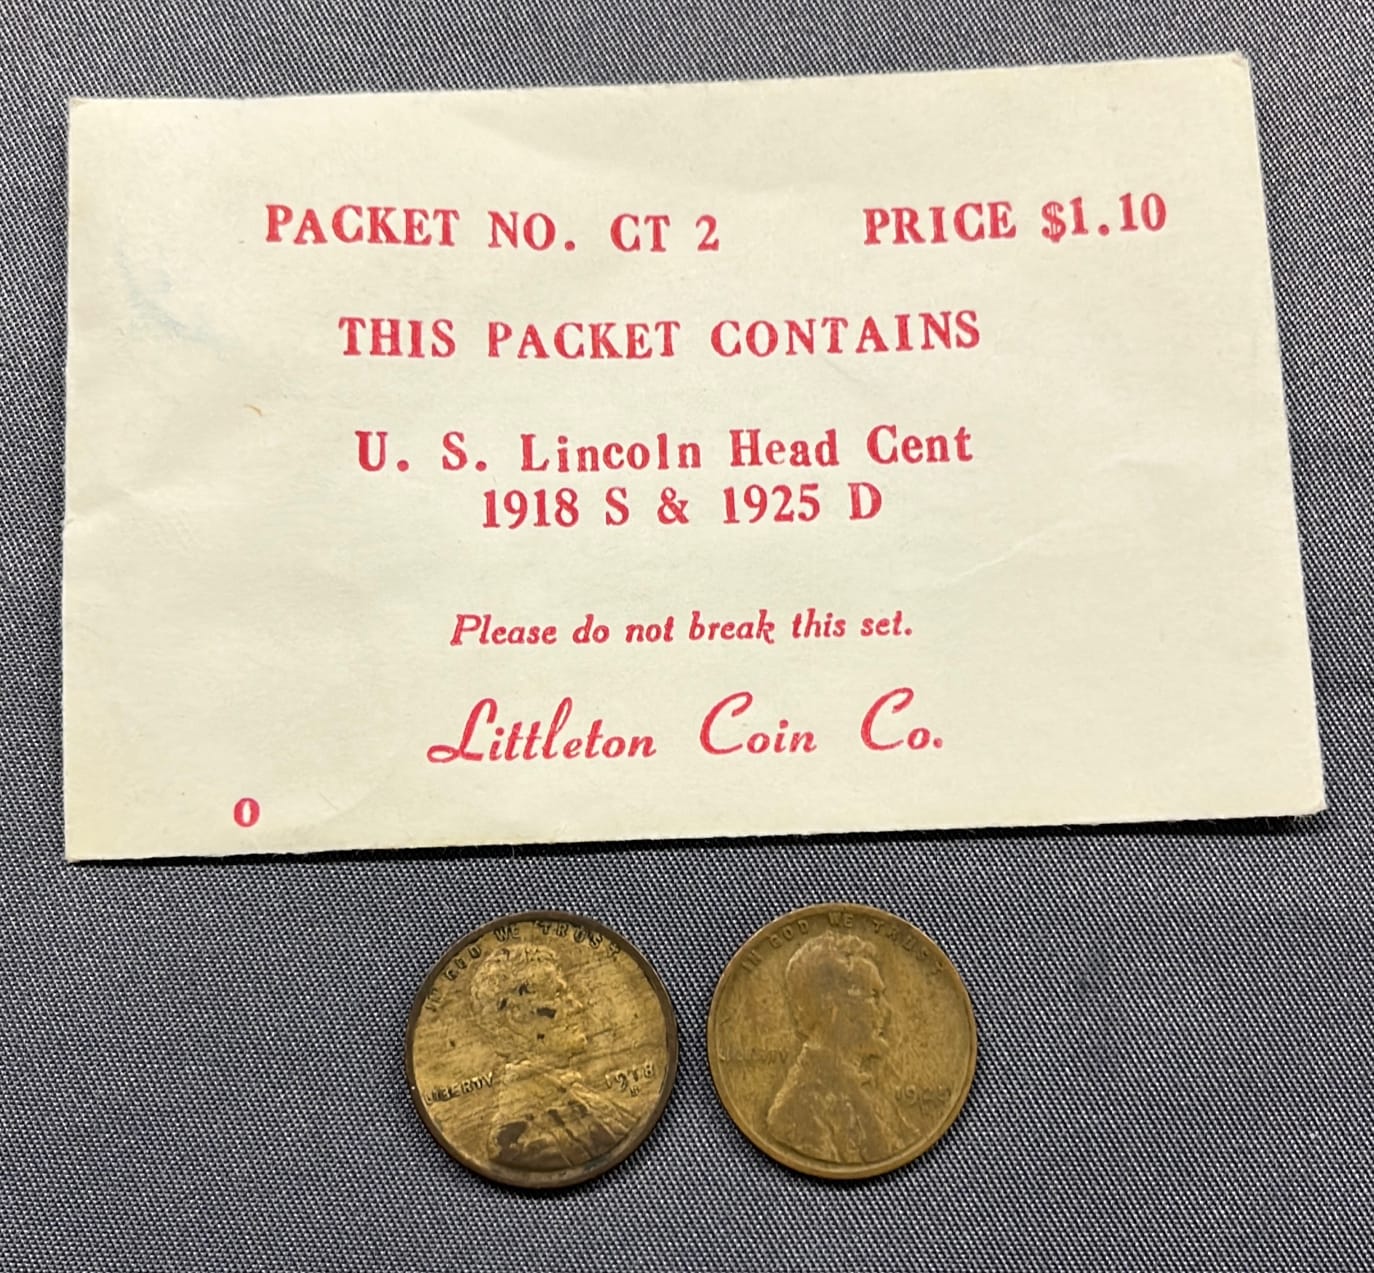 PACKET NO. CT 2 PRICE $1.10
THIS PACKET CONTAINS
U. S. Lincoln Head Cent
1918 S & 1925 D
Please do not break this set.
Littleton Coin Co.
O
IN GOD WE TRUST
LIBERTY
1918
S
IN GOD WE TRUST
LIBERTY
1925